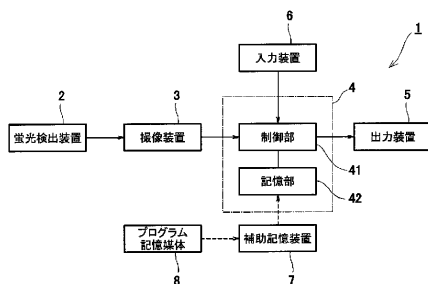 6
入力装置
1
2
蛍光検出装置
3
撮像装置
4
制御部
41
記憶部
42
5
出力装置
プログラム
記憶媒体
8
補助記憶装置
7